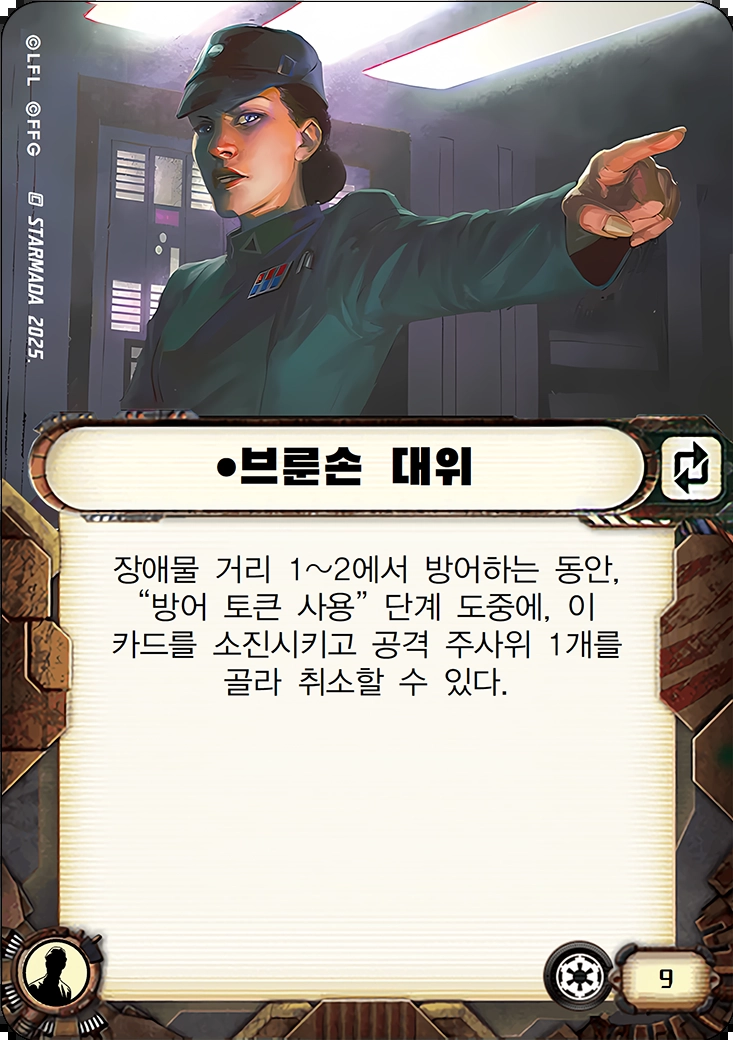 ©LFL ©FFG
🄫 STARMADA 2025.
•브룬손 대위
장애물 거리 1~2에서 방어하는 동안,
“방어 토큰 사용” 단계 도중에, 이
카드를 소진시키고 공격 주사위 1개를
골라 취소할 수 있다.
9